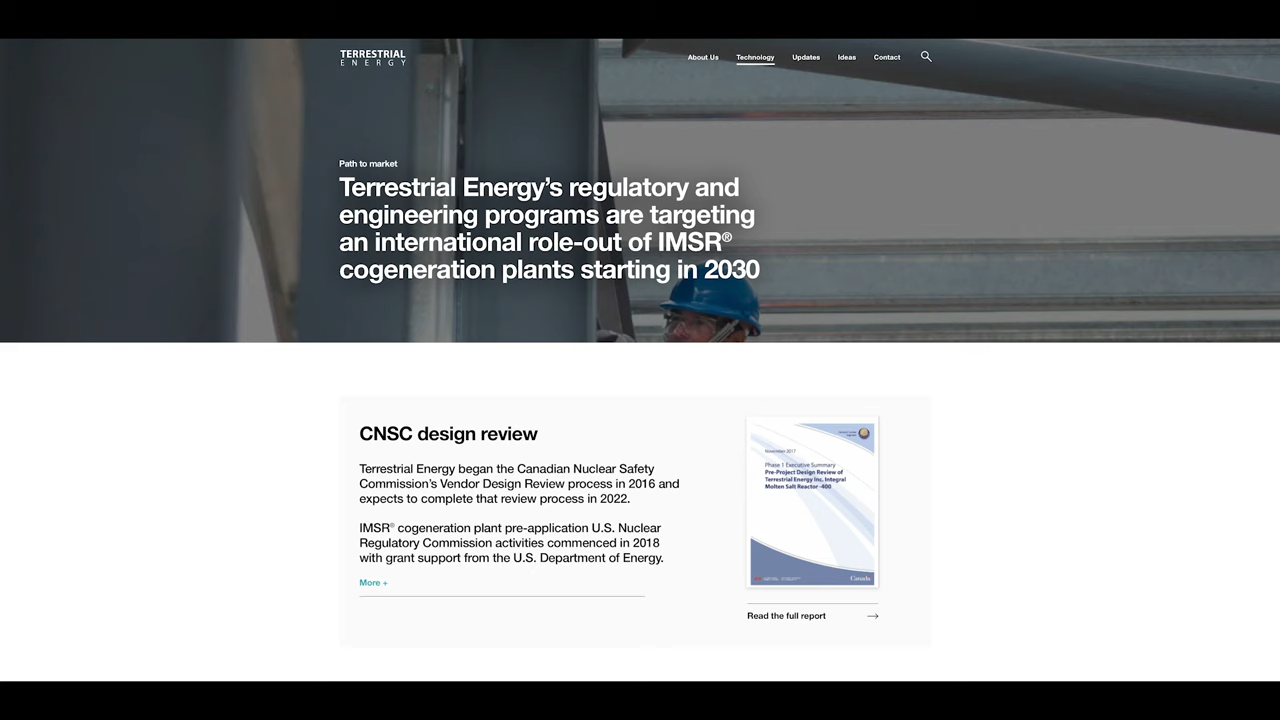 TERRESTRIAL
ENERGY
About Us Technology Updates Ideas Contact
Path to market
Terrestrial Energy’s regulatory and
engineering programs are targeting
an international role-out of IMSR®
cogeneration plants starting in 2030
CNSC design review
Terrestrial Energy began the Canadian Nuclear Safety
Commission’s Vendor Design Review process in 2016 and
expects to complete that review process in 2022.
IMSR® cogeneration plant pre-application U.S. Nuclear
Regulatory Commission activities commenced in 2018
with grant support from the U.S. Department of Energy.
More +
November 2017
Phase 1 Executive Summary
Pre-Project Design Review of
Terrestrial Energy Inc. Integral
Molten Salt Reactor -400
Canada
Read the full report